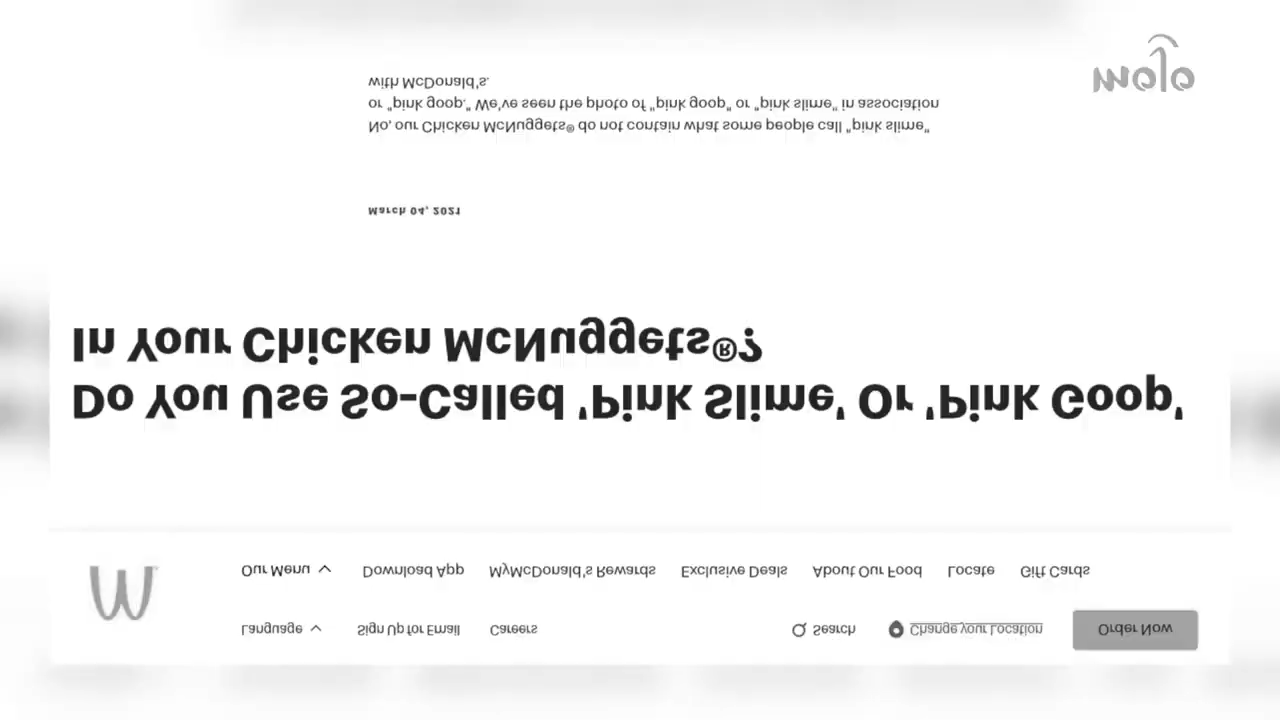 Language Sign Up for Email Careers Search Change your Location Order Now
Our Menu Download App MyMcDonald's Rewards Exclusive Deals About Our Food Locate Gift Cards
Do You Use So-Called 'Pink Slime' Or 'Pink Goop'
In Your Chicken McNuggets®?
March 04, 2021
No, our Chicken McNuggets® do not contain what some people call "pink slime"
or "pink goop." We've seen the photo of "pink goop" or "pink slime" in association
with McDonald's.
mojo